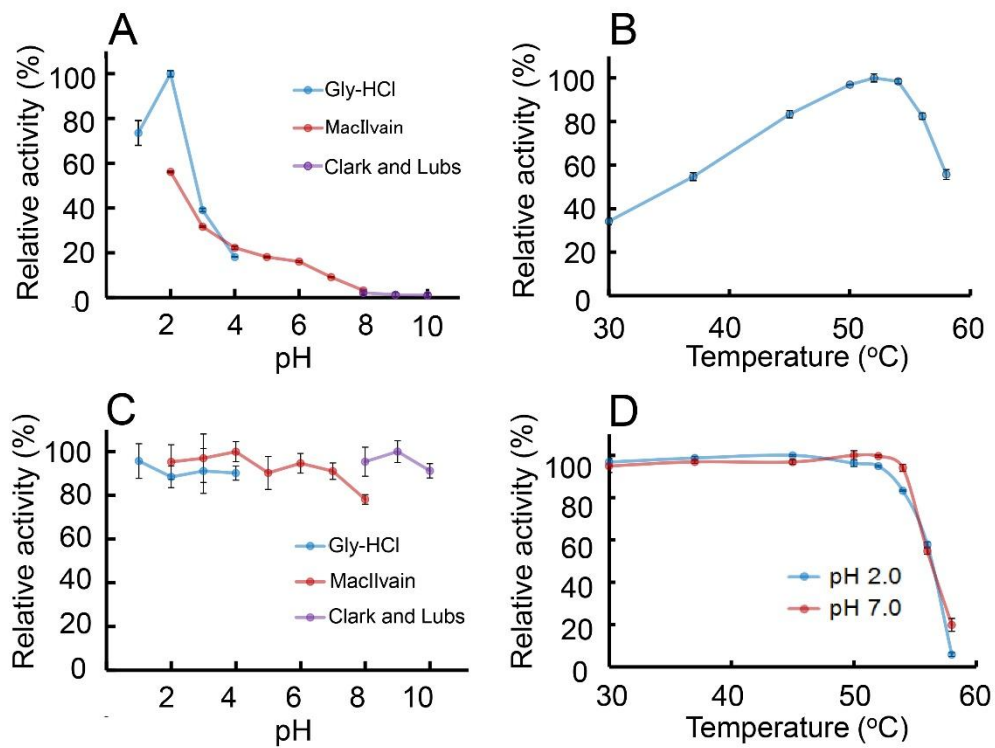 A
Relative activity (%)
100
80
60
40
20
.0
2
4
6
8
10
pH
Gly-HCl
MacIlvain
Clark and Lubs
B
Relative activity (%)
100
80
60
40
20
0
30
40
50
60
Temperature (oC)
C
Relative activity (%)
100
80
60
40
20
0
2
4
6
8
10
pH
Gly-HCl
MacIlvain
Clark and Lubs
D
Relative activity (%)
100
80
60
40
20
0
30
40
50
60
Temperature (oC)
pH 2.0
pH 7.0